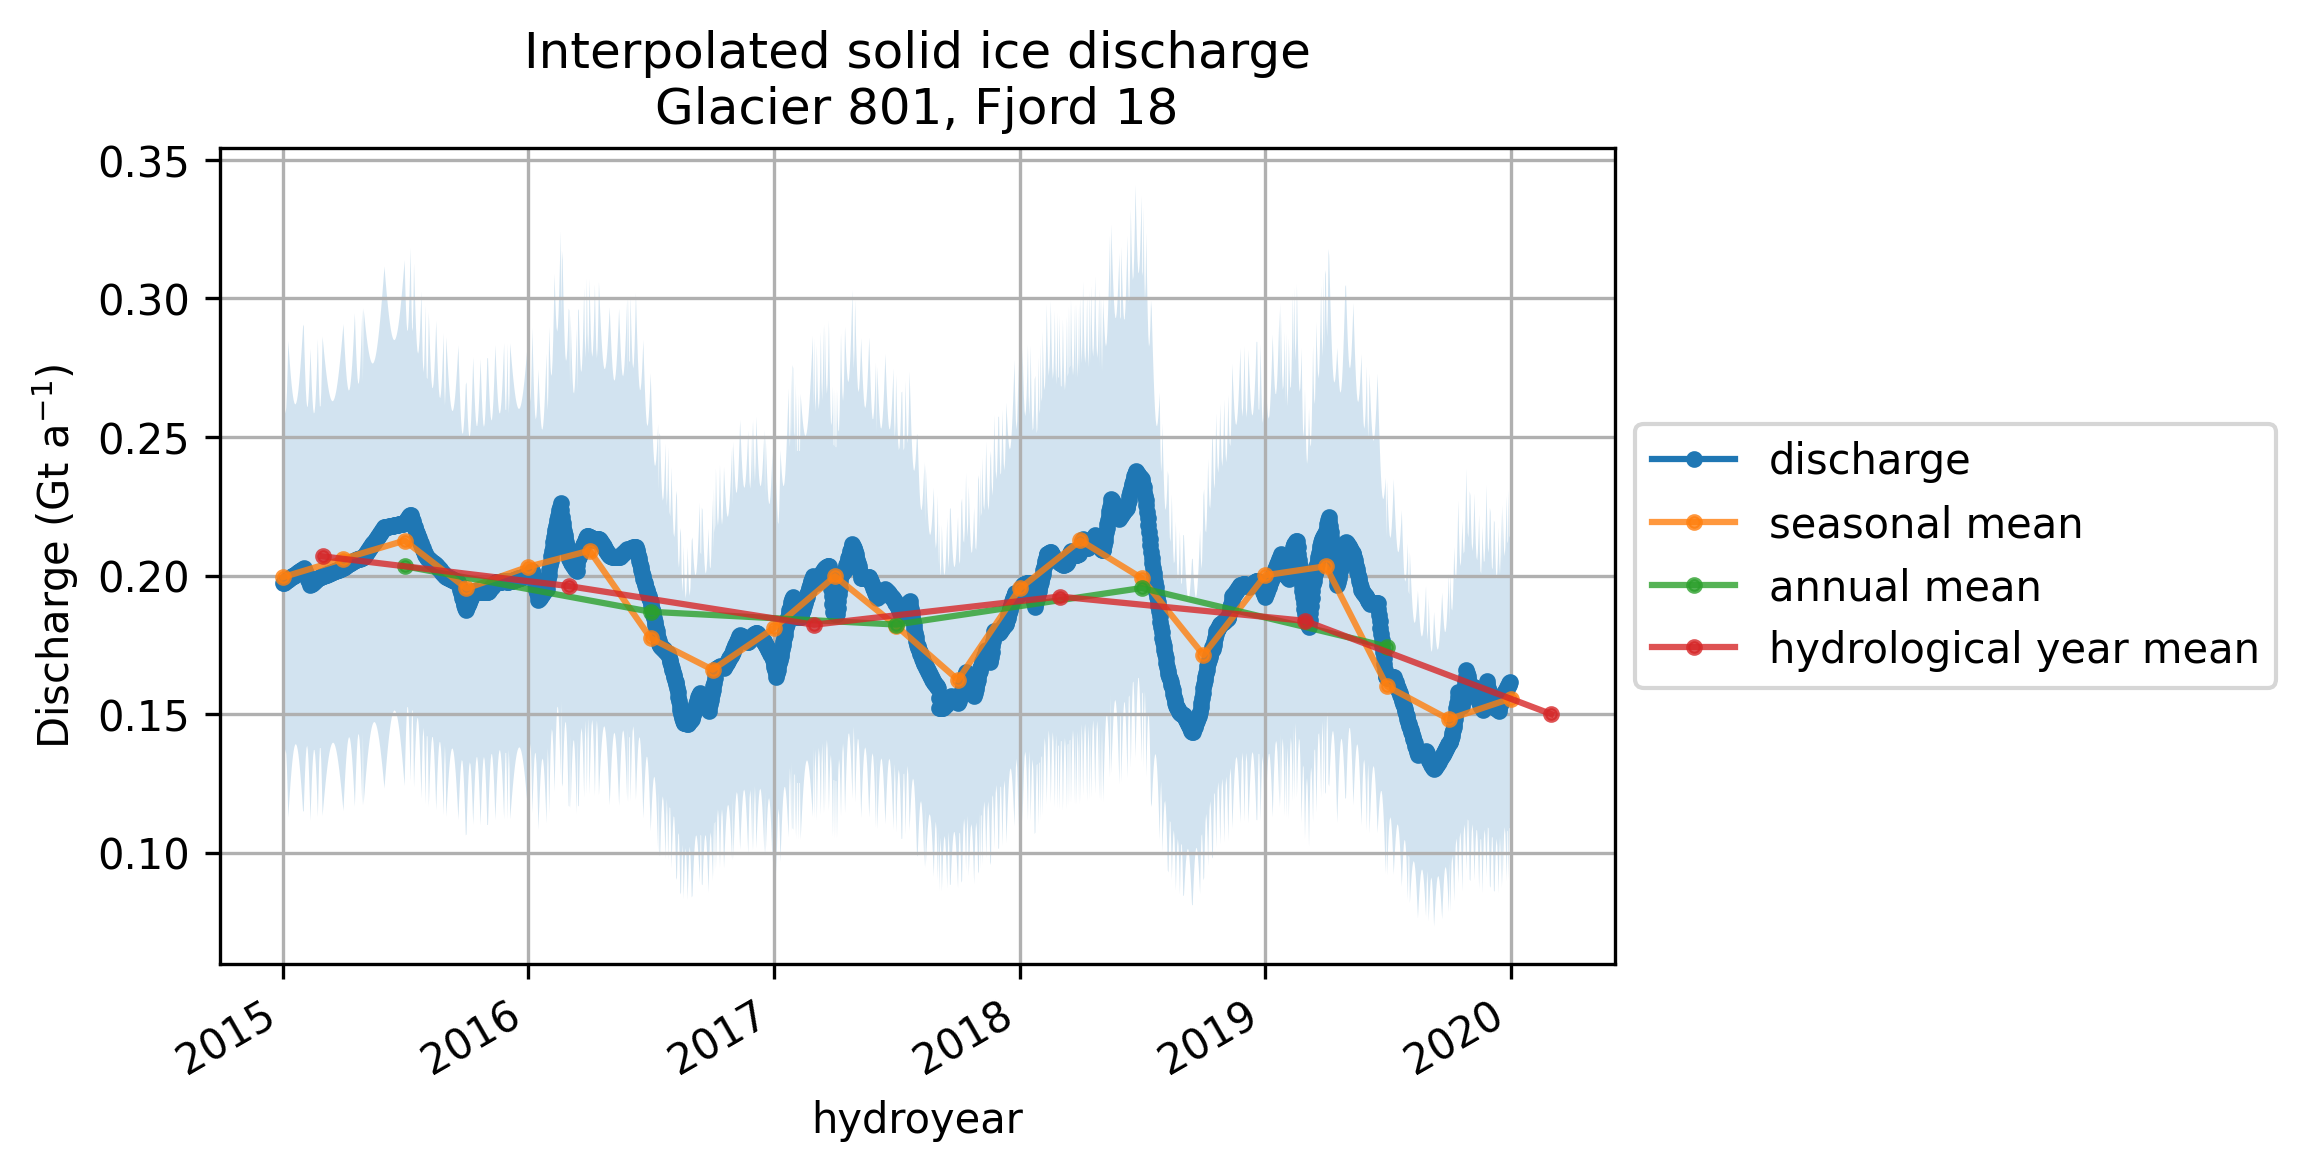 Interpolated solid ice discharge
Glacier 801, Fjord 18
Discharge (Gt a⁻¹)
0.35
0.30
0.25
0.20
0.15
0.10
2015
2016
2017
2018
2019
2020
hydroyear
discharge
seasonal mean
annual mean
hydrological year mean